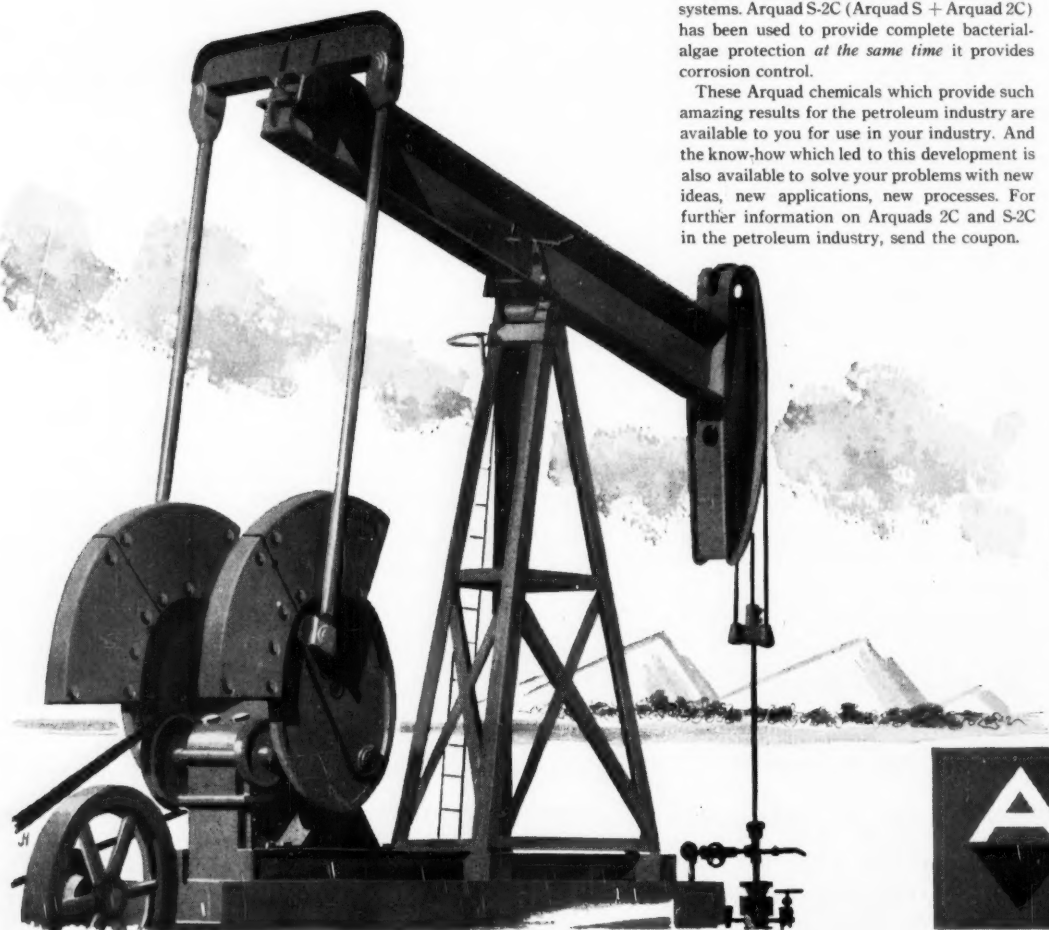 systems. Arquad S-2C (Arquad S + Arquad 2C)
has been used to provide complete bacterial-
algae protection at the same time it provides
corrosion control.
These Arquad chemicals which provide such
amazing results for the petroleum industry are
available to you for use in your industry. And
the know-how which led to this development is
also available to solve your problems with new
ideas, new applications, new processes. For
further information on Arquads 2C and S-2C
in the petroleum industry, send the coupon.
JH
A